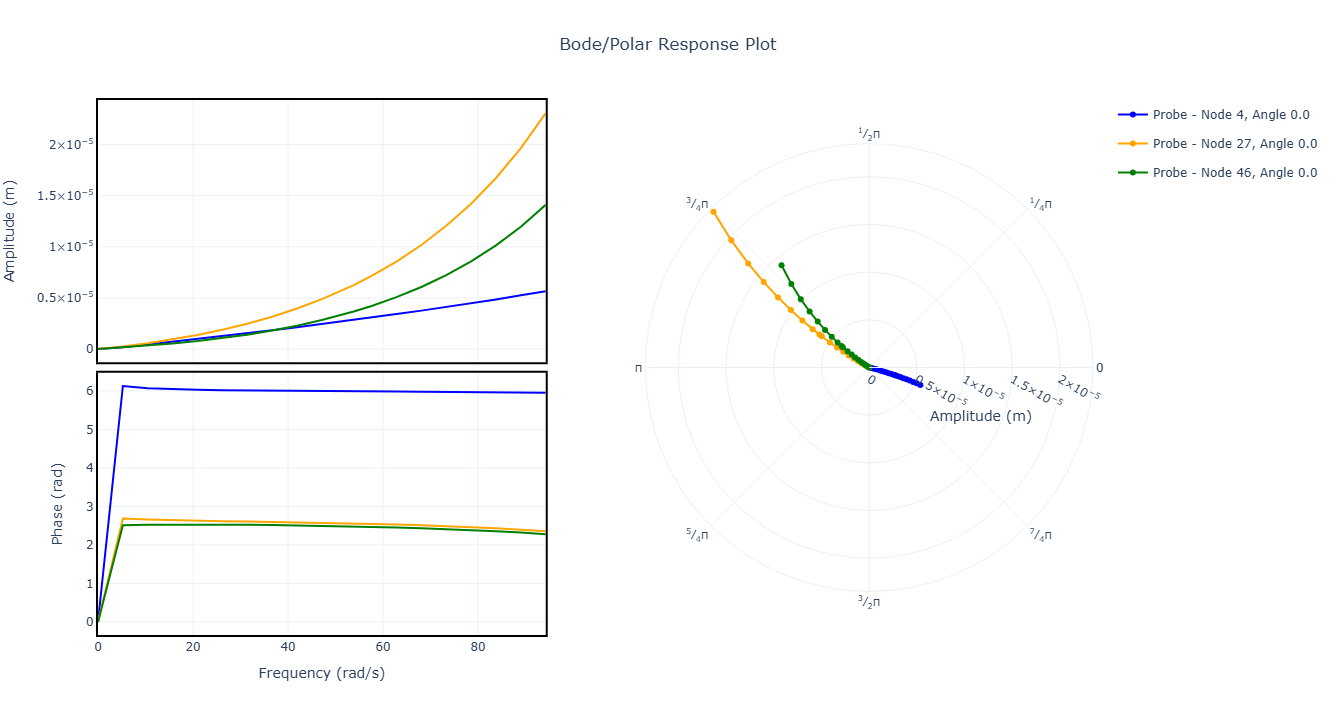 Bode/Polar Response Plot
Amplitude (m)
2×10⁻⁵
1.5×10⁻⁵
1×10⁻⁵
0.5×10⁻⁵
0
Phase (rad)
6
5
4
3
2
1
0
0 20 40 60 80
Frequency (rad/s)
¹/₂π
³/₄π
¹/₄π
π
0
0 0.5×10⁻⁵ 1×10⁻⁵ 1.5×10⁻⁵ 2×10⁻⁵
Amplitude (m)
⁵/₄π
⁷/₄π
³/₂π
Probe - Node 4, Angle 0.0
Probe - Node 27, Angle 0.0
Probe - Node 46, Angle 0.0